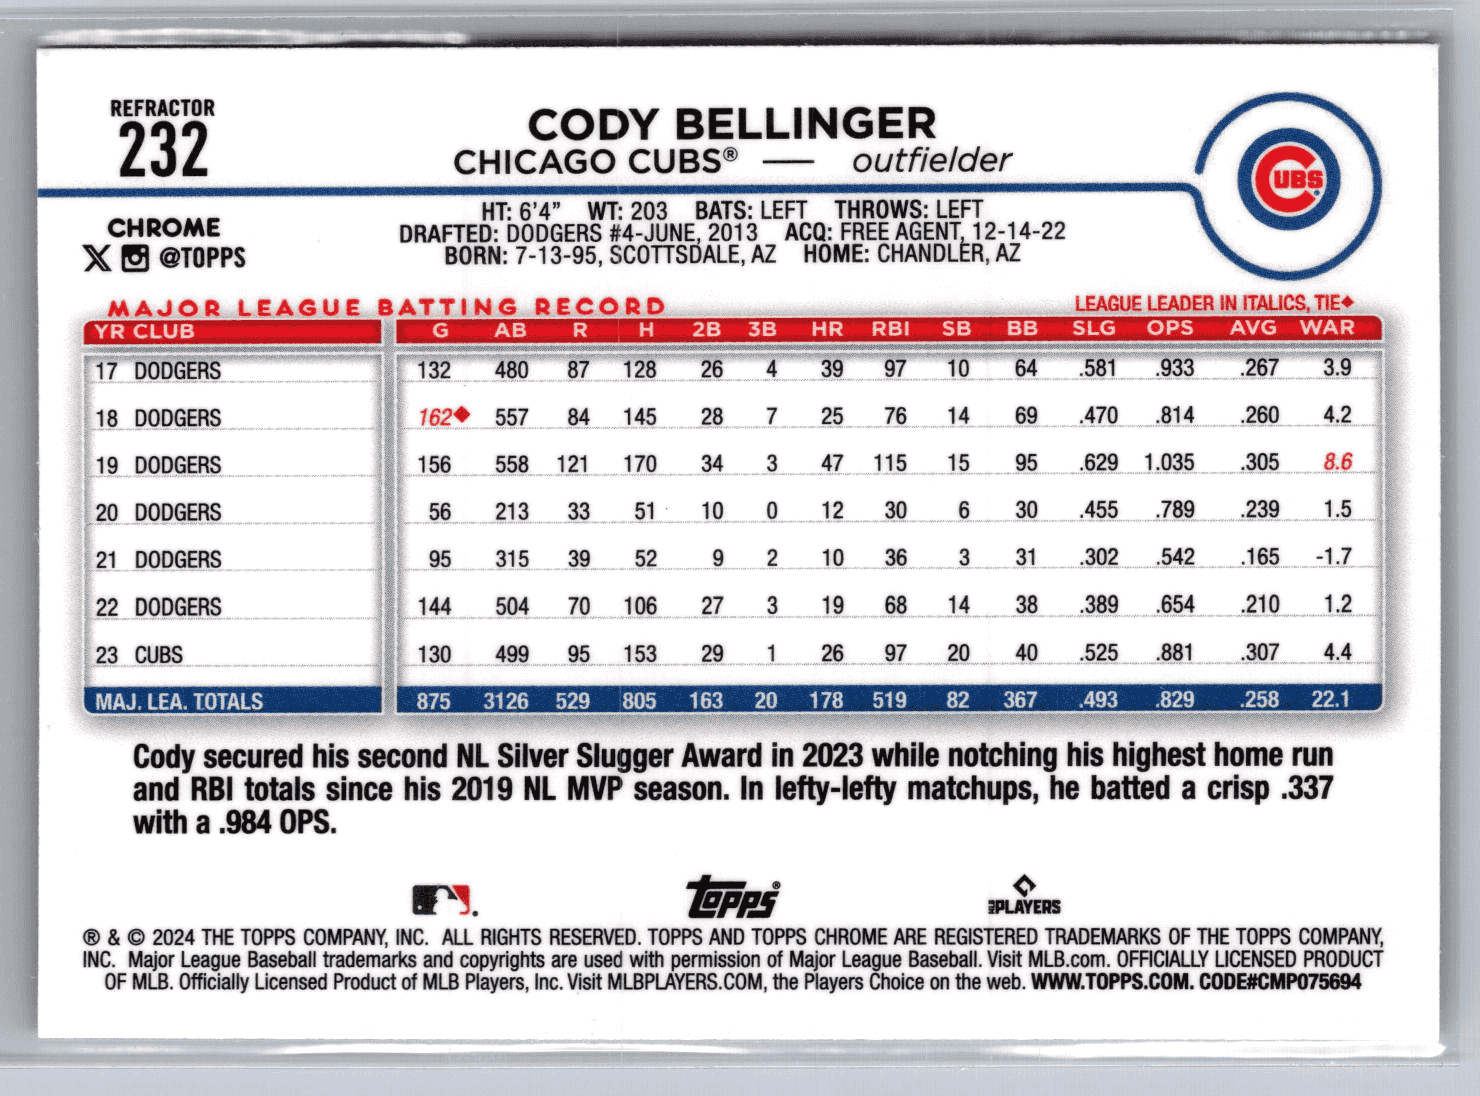 REFRACTOR
232
CODY BELLINGER
CHICAGO CUBS® — outfielder
CUBS
CHROME
@TOPPS
HT: 6'4" WT: 203 BATS: LEFT THROWS: LEFT
DRAFTED: DODGERS #4-JUNE, 2013 ACQ: FREE AGENT, 12-14-22
BORN: 7-13-95, SCOTTSDALE, AZ HOME: CHANDLER, AZ
MAJOR LEAGUE BATTING RECORD LEAGUE LEADER IN ITALICS, TIE◆
YR CLUB G AB R H 2B 3B HR RBI SB BB SLG OPS AVG WAR
17 DODGERS 132 480 87 128 26 4 39 97 10 64 .581 .933 .267 3.9
18 DODGERS 162◆ 557 84 145 28 7 25 76 14 69 .470 .814 .260 4.2
19 DODGERS 156 558 121 170 34 3 47 115 15 95 .629 1.035 .305 8.6
20 DODGERS 56 213 33 51 10 0 12 30 6 30 .455 .789 .239 1.5
21 DODGERS 95 315 39 52 9 2 10 36 3 31 .302 .542 .165 -1.7
22 DODGERS 144 504 70 106 27 3 19 68 14 38 .389 .654 .210 1.2
23 CUBS 130 499 95 153 29 1 26 97 20 40 .525 .881 .307 4.4
MAJ. LEA. TOTALS 875 3126 529 805 163 20 178 519 82 367 .493 .829 .258 22.1
Cody secured his second NL Silver Slugger Award in 2023 while notching his highest home run
and RBI totals since his 2019 NL MVP season. In lefty-lefty matchups, he batted a crisp .337
with a .984 OPS.
topps®
PLAYERS
® & © 2024 THE TOPPS COMPANY, INC. ALL RIGHTS RESERVED. TOPPS AND TOPPS CHROME ARE REGISTERED TRADEMARKS OF THE TOPPS COMPANY,
INC. Major League Baseball trademarks and copyrights are used with permission of Major League Baseball. Visit MLB.com. OFFICIALLY LICENSED PRODUCT
OF MLB. Officially Licensed Product of MLB Players, Inc. Visit MLBPLAYERS.COM, the Players Choice on the web. WWW.TOPPS.COM. CODE#CMP075694